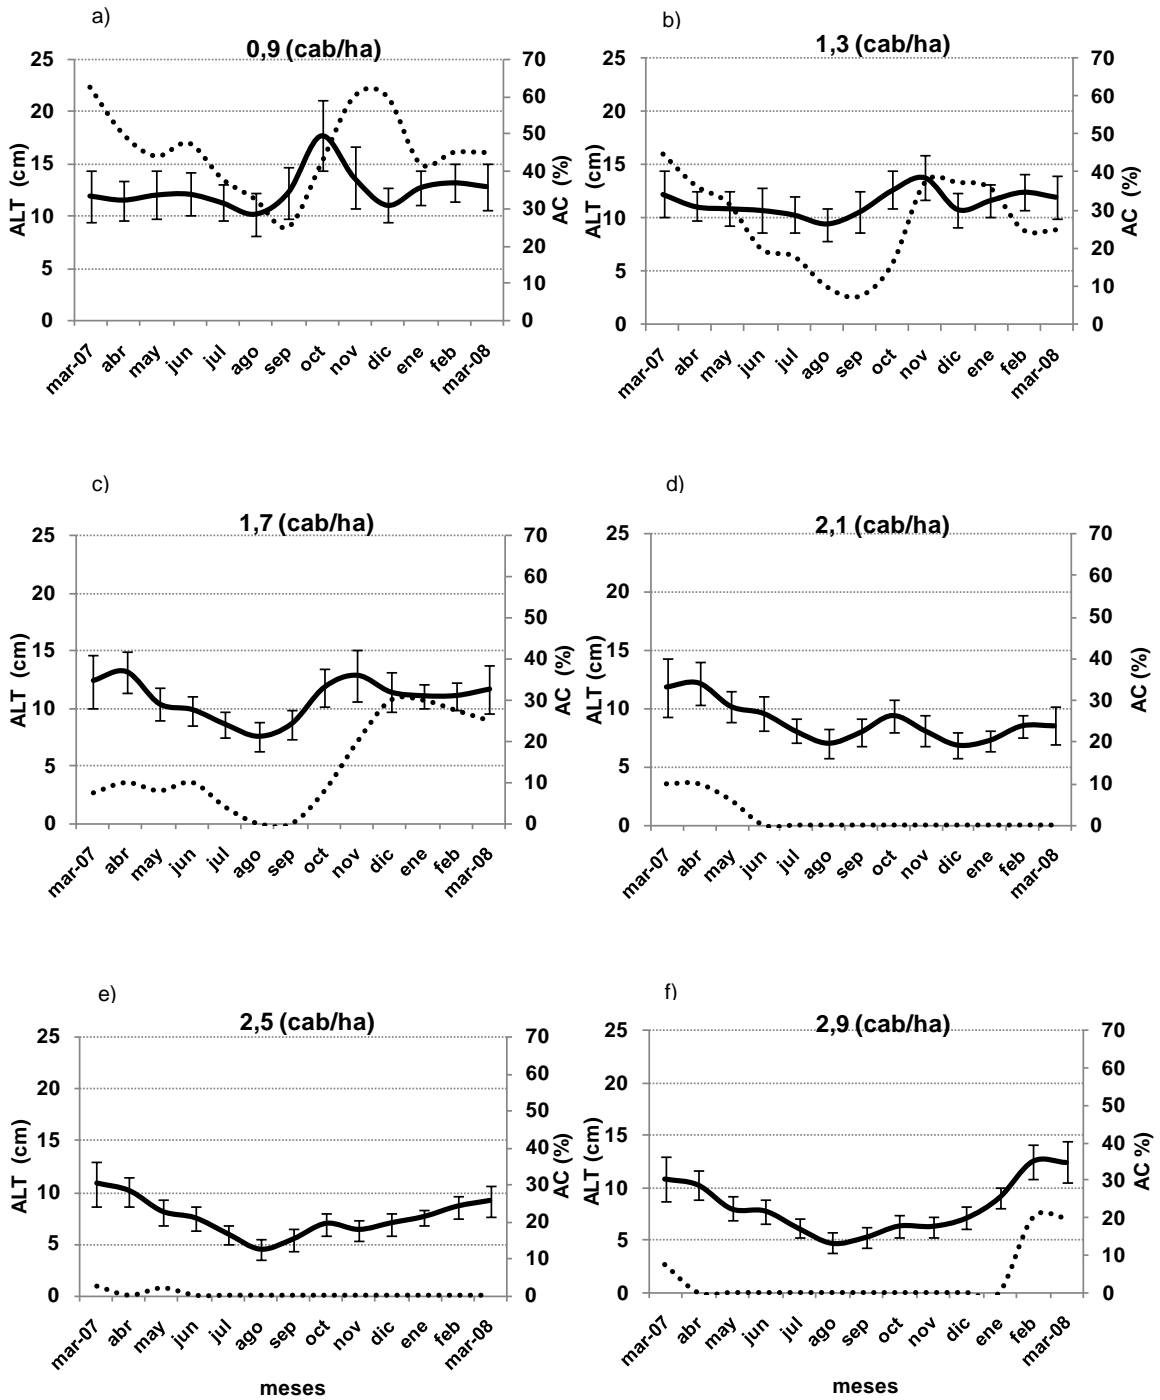 a)
0,9 (cab/ha)
ALT (cm)
25
20
15
10
5
0
70
60
50
40
30
20
10
0
AC (%)
mar-07 abr may jun jul ago sep oct nov dic ene feb mar-08
b)
1,3 (cab/ha)
ALT (cm)
25
20
15
10
5
0
70
60
50
40
30
20
10
0
AC (%)
mar-07 abr may jun jul ago sep oct nov dic ene feb mar-08
c)
1,7 (cab/ha)
ALT (cm)
25
20
15
10
5
0
70
60
50
40
30
20
10
0
AC (%)
mar-07 abr may jun jul ago sep oct nov dic ene feb mar-08
d)
2,1 (cab/ha)
ALT (cm)
25
20
15
10
5
0
70
60
50
40
30
20
10
0
AC (%)
mar-07 abr may jun jul ago sep oct nov dic ene feb mar-08
e)
2,5 (cab/ha)
ALT (cm)
25
20
15
10
5
0
70
60
50
40
30
20
10
0
AC (%)
mar-07 abr may jun jul ago sep oct nov dic ene feb mar-08
meses
f)
2,9 (cab/ha)
ALT (cm)
25
20
15
10
5
0
70
60
50
40
30
20
10
0
AC %)
mar-07 abr may jun jul ago sep oct nov dic ene feb mar-08
meses